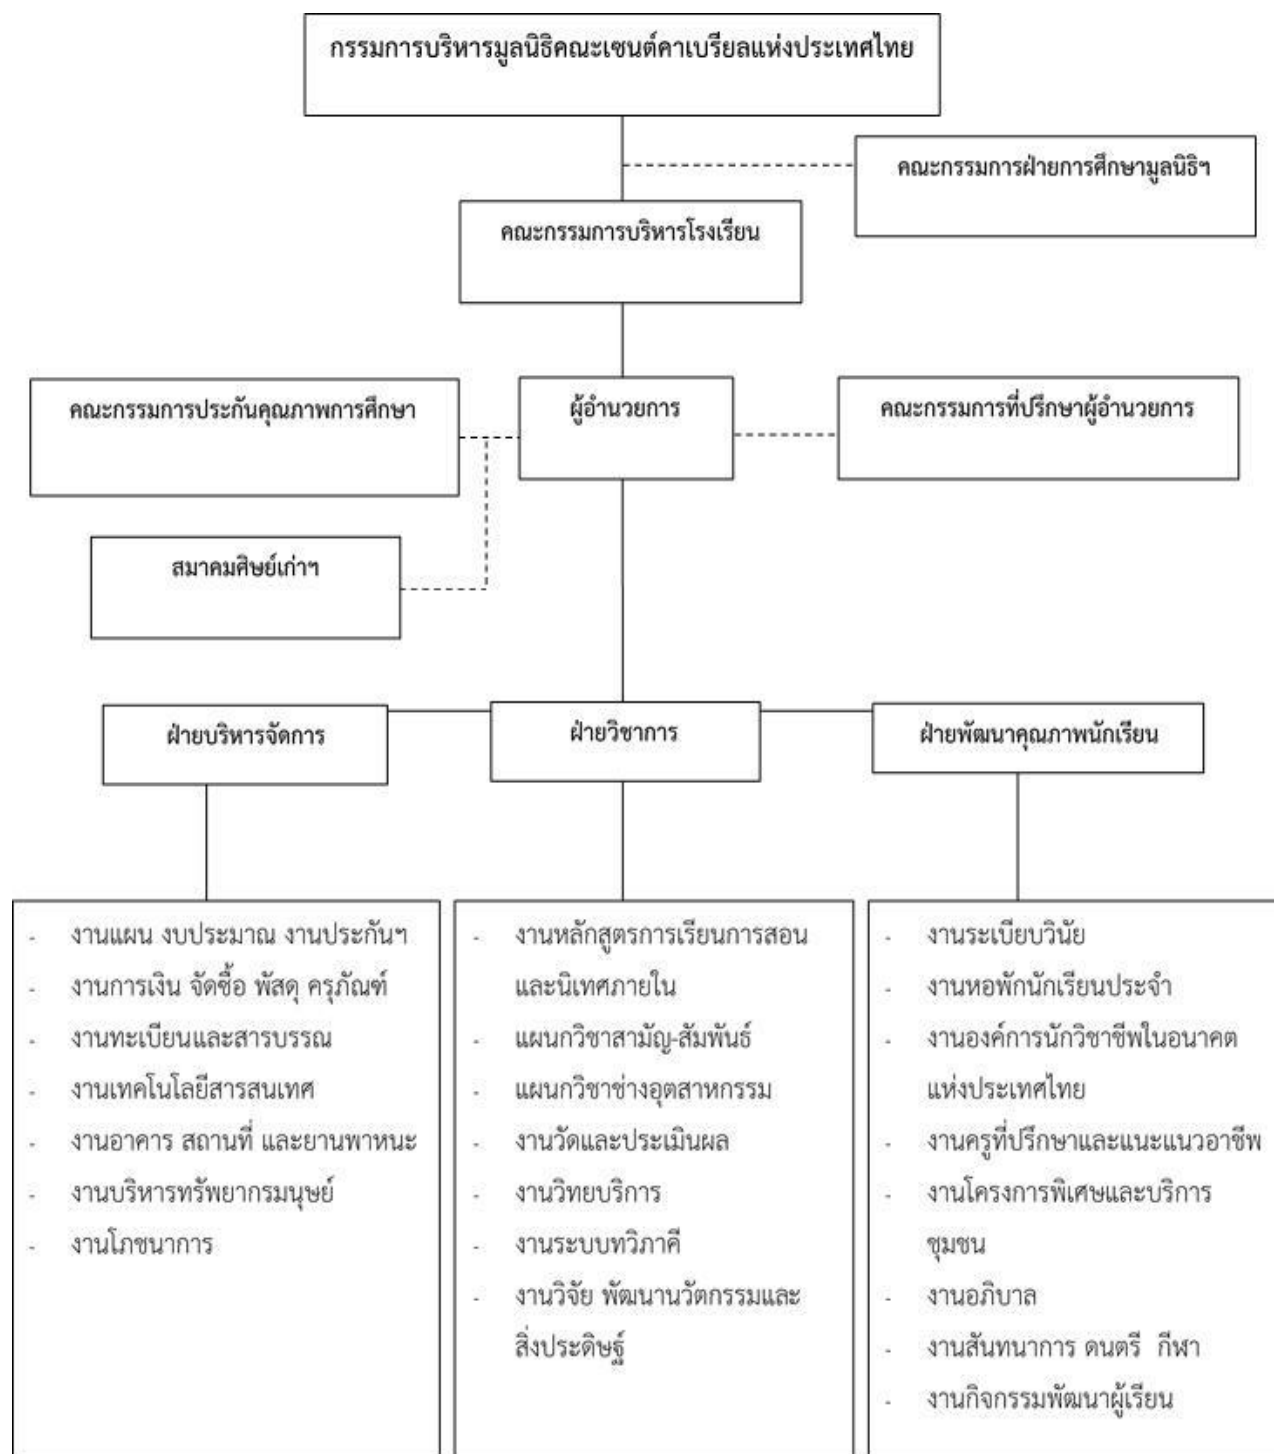 กรรมการบริหารมูลนิธิคณะเซนต์คาเบรียลแห่งประเทศไทย
คณะกรรมการฝ่ายการศึกษามูลนิธิฯ
คณะกรรมการบริหารโรงเรียน
คณะกรรมการประกันคุณภาพการศึกษา
ผู้อำนวยการ
คณะกรรมการที่ปรึกษาผู้อำนวยการ
สมาคมศิษย์เก่าฯ
ฝ่ายบริหารจัดการ
ฝ่ายวิชาการ
ฝ่ายพัฒนาคุณภาพนักเรียน
- งานแผน งบประมาณ งานประกันฯ
- งานการเงิน จัดซื้อ พัสดุ ครุภัณฑ์
- งานทะเบียนและสารบรรณ
- งานเทคโนโลยีสารสนเทศ
- งานอาคาร สถานที่ และยานพาหนะ
- งานบริหารทรัพยากรมนุษย์
- งานโภชนาการ
- งานหลักสูตรการเรียนการสอน
และนิเทศภายใน
- แผนกวิชาสามัญ-สัมพันธ์
- แผนกวิชาช่างอุตสาหกรรม
- งานวัดและประเมินผล
- งานวิทยบริการ
- งานระบบทวิภาคี
- งานวิจัย พัฒนานวัตกรรมและ
สิ่งประดิษฐ์
- งานระเบียบวินัย
- งานหอพักนักเรียนประจำ
- งานองค์การนักวิชาชีพในอนาคต
แห่งประเทศไทย
- งานครูที่ปรึกษาและแนะแนวอาชีพ
- งานโครงการพิเศษและบริการ
ชุมชน
- งานอภิบาล
- งานสันทนาการ ดนตรี กีฬา
- งานกิจกรรมพัฒนาผู้เรียน